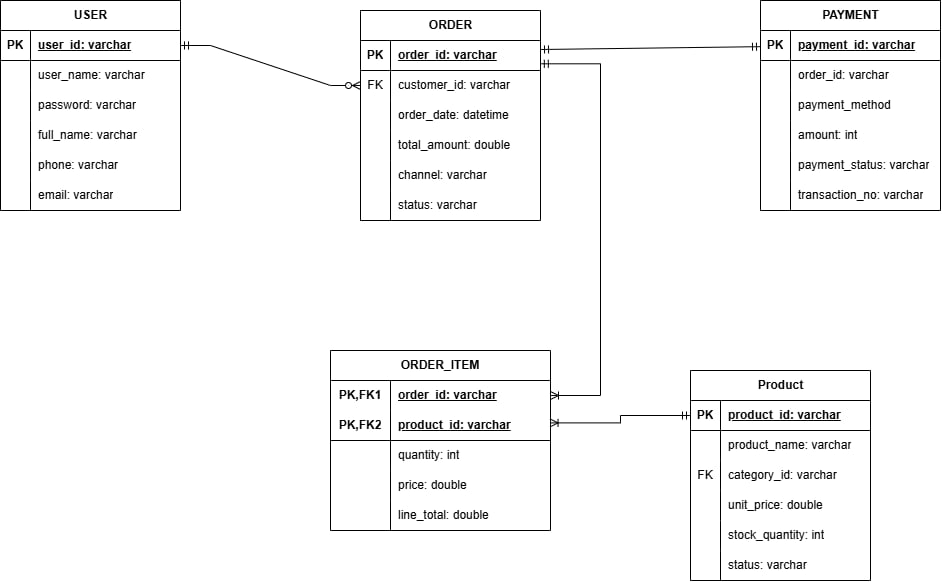 USER
PK user_id: varchar
user_name: varchar
password: varchar
full_name: varchar
phone: varchar
email: varchar
ORDER
PK order_id: varchar
FK customer_id: varchar
order_date: datetime
total_amount: double
channel: varchar
status: varchar
PAYMENT
PK payment_id: varchar
order_id: varchar
payment_method
amount: int
payment_status: varchar
transaction_no: varchar
ORDER_ITEM
PK,FK1 order_id: varchar
PK,FK2 product_id: varchar
quantity: int
price: double
line_total: double
Product
PK product_id: varchar
product_name: varchar
FK category_id: varchar
unit_price: double
stock_quantity: int
status: varchar